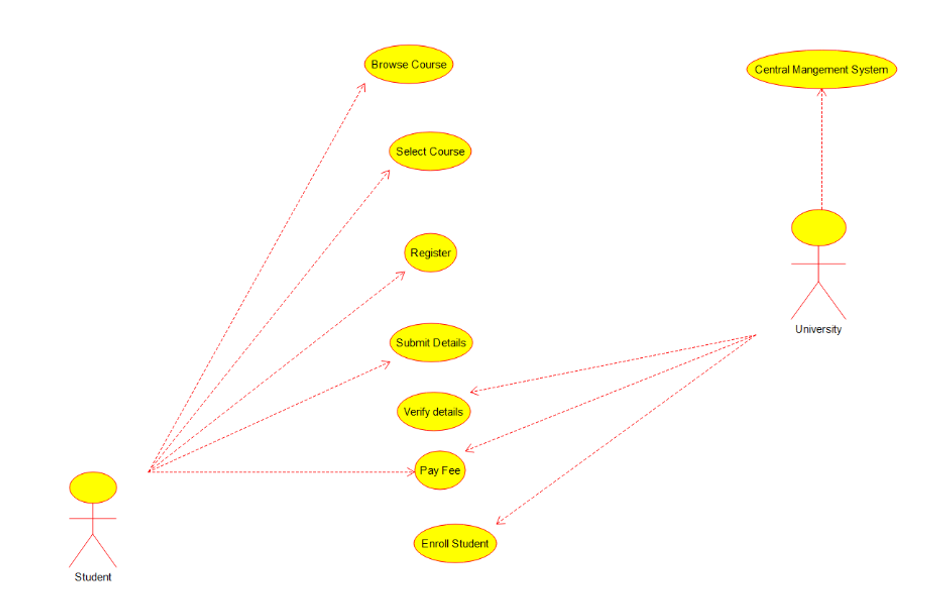 Browse Course
Central Mangement System
Select Course
Register
University
Submit Details
Verify details
Pay Fee
Enroll Student
Student